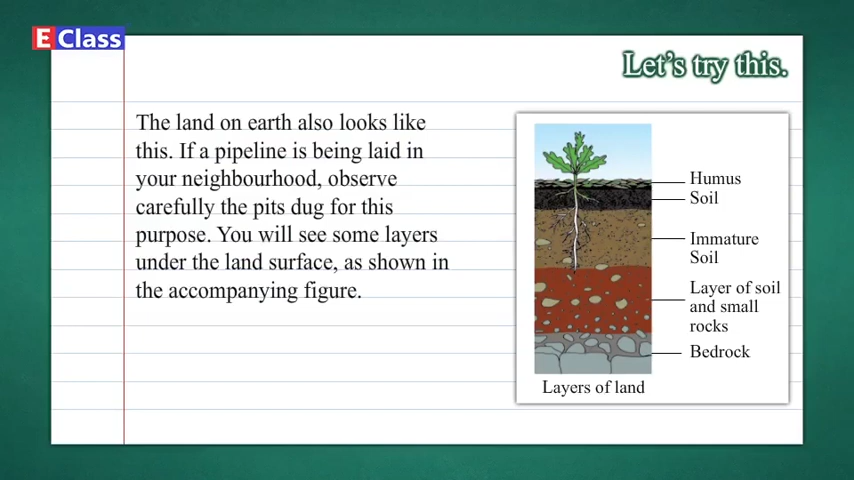 E Class
Let's try this.
The land on earth also looks like
this. If a pipeline is being laid in
your neighbourhood, observe
carefully the pits dug for this
purpose. You will see some layers
under the land surface, as shown in
the accompanying figure.
Humus
Soil
Immature
Soil
Layer of soil
and small
rocks
Bedrock
Layers of land